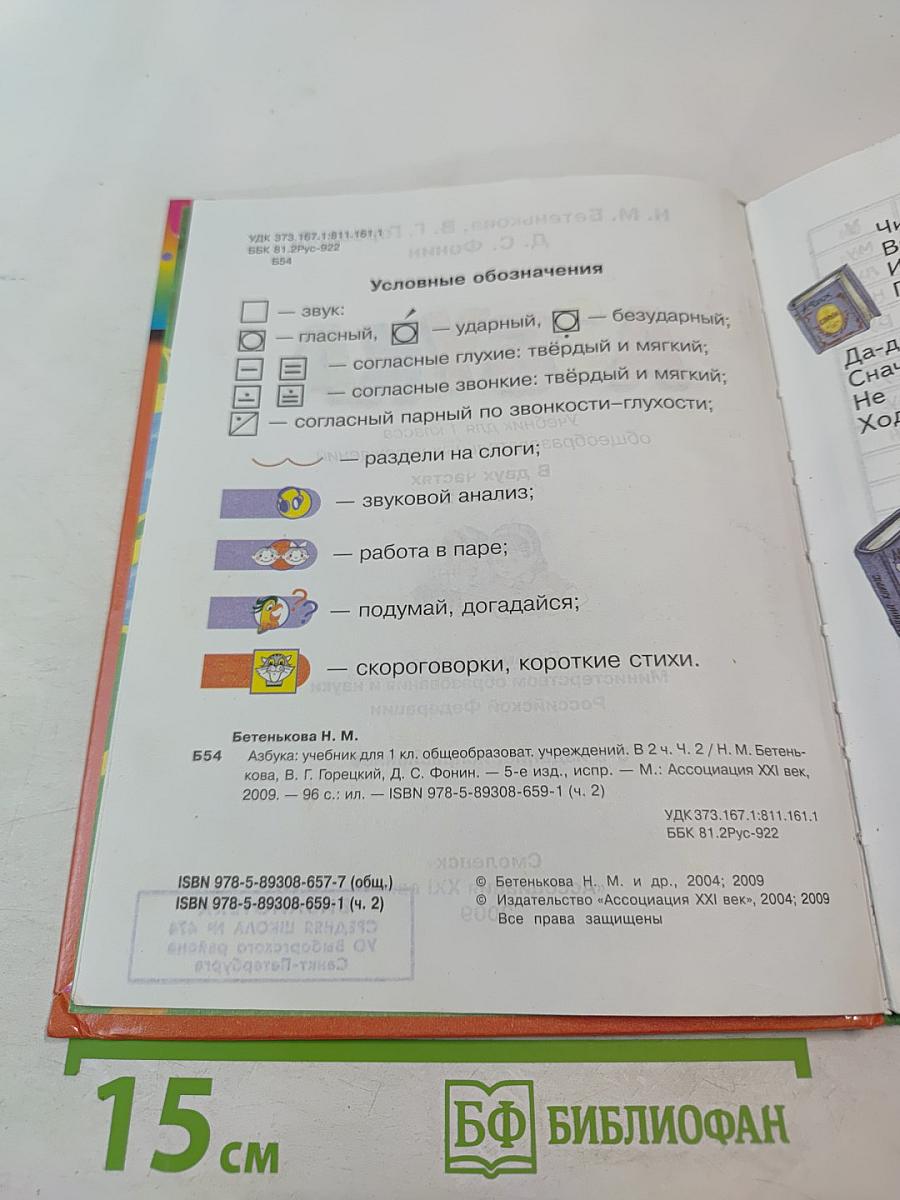 УДК 373.167.1:811.161.1
ББК 81.2Рус-922
Б54
Условные обозначения
— звук:
— гласный, — ударный, — безударный;
— согласные глухие: твёрдый и мягкий;
— согласные звонкие: твёрдый и мягкий;
— согласный парный по звонкости–глухости;
— раздели на слоги;
— звуковой анализ;
— работа в паре;
— подумай, догадайся;
— скороговорки, короткие стихи.
Бетенькова Н. М.
Б54 Азбука: учебник для 1 кл. общеобразоват. учреждений. В 2 ч. Ч. 2 / Н. М. Бетень-
кова, В. Г. Горецкий, Д. С. Фонин. — 5-е изд., испр. — М.: Ассоциация XXI век,
2009. — 96 с.: ил. — ISBN 978-5-89308-659-1 (ч. 2)
УДК 373.167.1:811.161.1
ББК 81.2Рус-922
ISBN 978-5-89308-657-7 (общ.)
ISBN 978-5-89308-659-1 (ч. 2)
© Бетенькова Н. М. и др., 2004; 2009
© Издательство «Ассоциация XXI век», 2004; 2009
Все права защищены
Да-д
Снач
Не
Ход
15 см
БФ БИБЛИОФАН